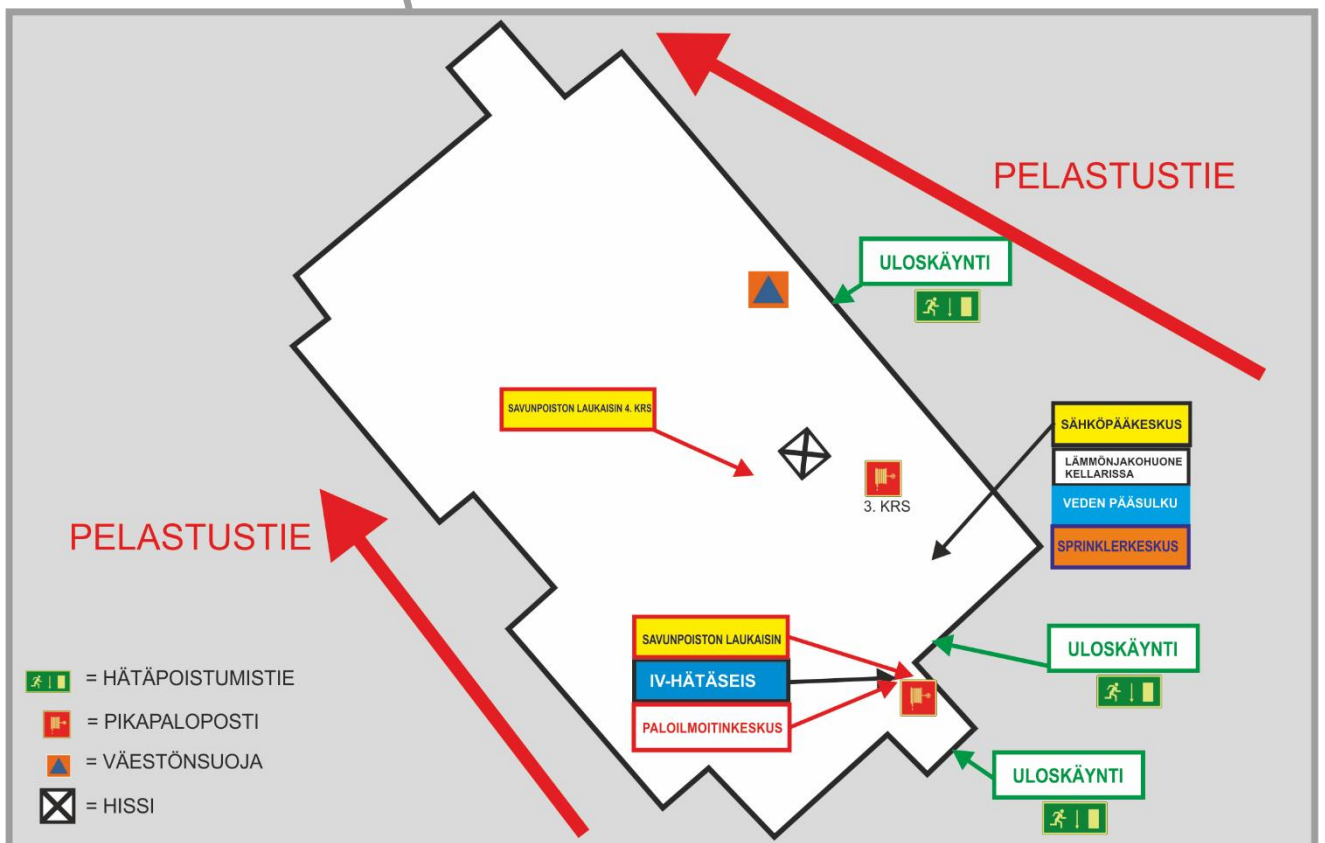 PELASTUSTIE
ULOSKÄYNTI
SAVUNPOISTON LAUKAISIN 4. KRS
3. KRS
SÄHKÖPÄÄKESKUS
LÄMMÖNJAKOHUONE
KELLARISSA
VEDEN PÄÄSULKU
SPRINKLERKESKUS
PELASTUSTIE
SAVUNPOISTON LAUKAISIN
IV-HÄTÄSEIS
PALOILMOITINKESKUS
ULOSKÄYNTI
ULOSKÄYNTI
= HÄTÄPOISTUMISTIE
= PIKAPALOPOSTI
= VÄESTÖNSUOJA
= HISSI